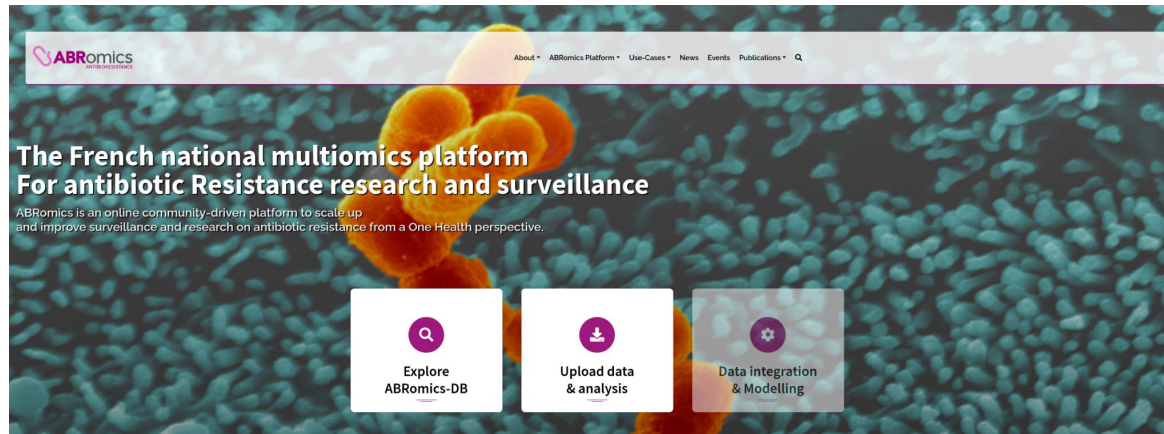 ABRomics
ANTIBIORESISTANCE
About ABRomics Platform Use-Cases News Events Publications
The French national multiomics platform
For antibiotic Resistance research and surveillance
ABRomics is an online community-driven platform to scale up
and improve surveillance and research on antibiotic resistance from a One Health perspective.
Explore
ABRomics-DB
Upload data
& analysis
Data integration
& Modelling